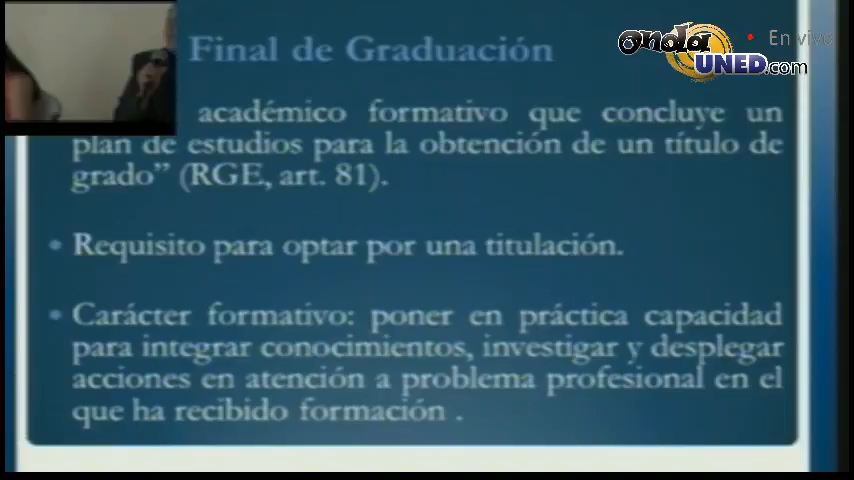 Final de Graduación
onda
UNED.com
En vivo
académico formativo que concluye un
plan de estudios para la obtención de un título de
grado” (RGE, art. 81).
• Requisito para optar por una titulación.
• Carácter formativo: poner en práctica capacidad
para integrar conocimientos, investigar y desplegar
acciones en atención a problema profesional en el
que ha recibido formación .